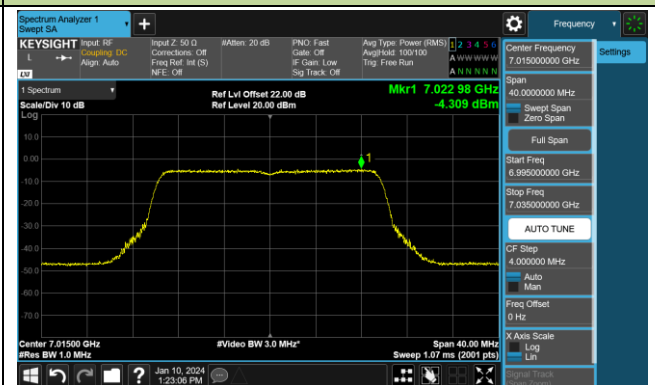 Spectrum Analyzer 1
Swept SA
+
Frequency
KEYSIGHT
Input: RF
Coupling: DC
Align: Auto
Input Z: 50 Ω
Corrections: Off
Freq Ref: Int (S)
NFE: Off
#Atten: 20 dB
PNO: Fast
Gate: Off
IF Gain: Low
Sig Track: Off
Avg Type: Power (RMS)
Avg|Hold: 100/100
Trig: Free Run
1 2 3 4 5 6
A W W W W W
A N N N N N
L
LXI
1 Spectrum
Scale/Div 10 dB
Log
Ref Lvl Offset 22.00 dB
Ref Level 20.00 dBm
Mkr1 7.022 98 GHz
-4.309 dBm
1
10.0
0.00
-10.0
-20.0
-30.0
-40.0
-50.0
-60.0
-70.0
Center 7.01500 GHz
#Res BW 1.0 MHz
#Video BW 3.0 MHz*
Span 40.00 MHz
Sweep 1.07 ms (2001 pts)
Jan 10, 2024
1:23:06 PM
?
Center Frequency
7.015000000 GHz
Span
40.0000000 MHz
Swept Span
Zero Span
Full Span
Start Freq
6.995000000 GHz
Stop Freq
7.035000000 GHz
AUTO TUNE
CF Step
4.000000 MHz
Auto
Man
Freq Offset
0 Hz
X Axis Scale
Log
Lin
Signal Track
(Span Zoom)
Settings